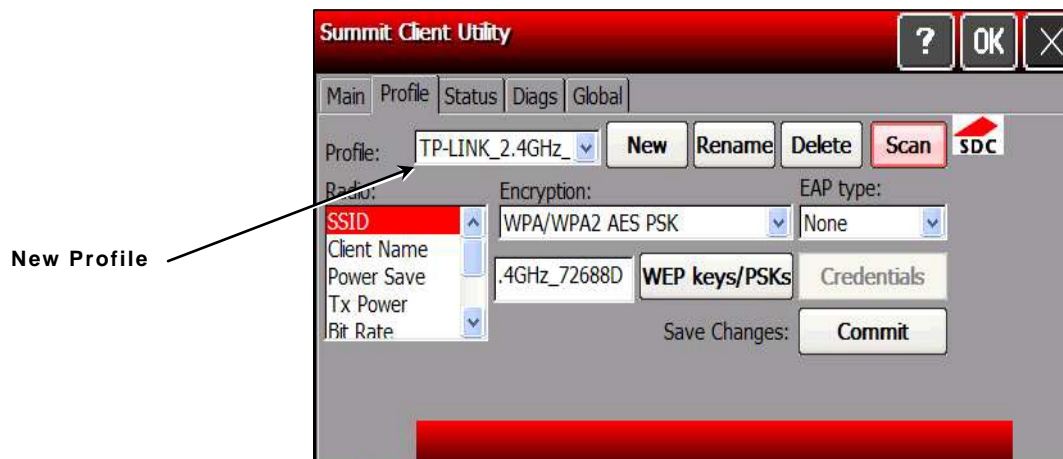 Summit Client Utility
? OK X
Main Profile Status Diags Global
Profile: TP-LINK_2.4GHz_ New Rename Delete Scan SDC
Radio: Encryption: EAP type:
SSID WPA/WPA2 AES PSK None
Client Name
New Profile
Power Save .4GHz_72688D WEP keys/PSKs Credentials
Tx Power
Bit Rate Save Changes: Commit